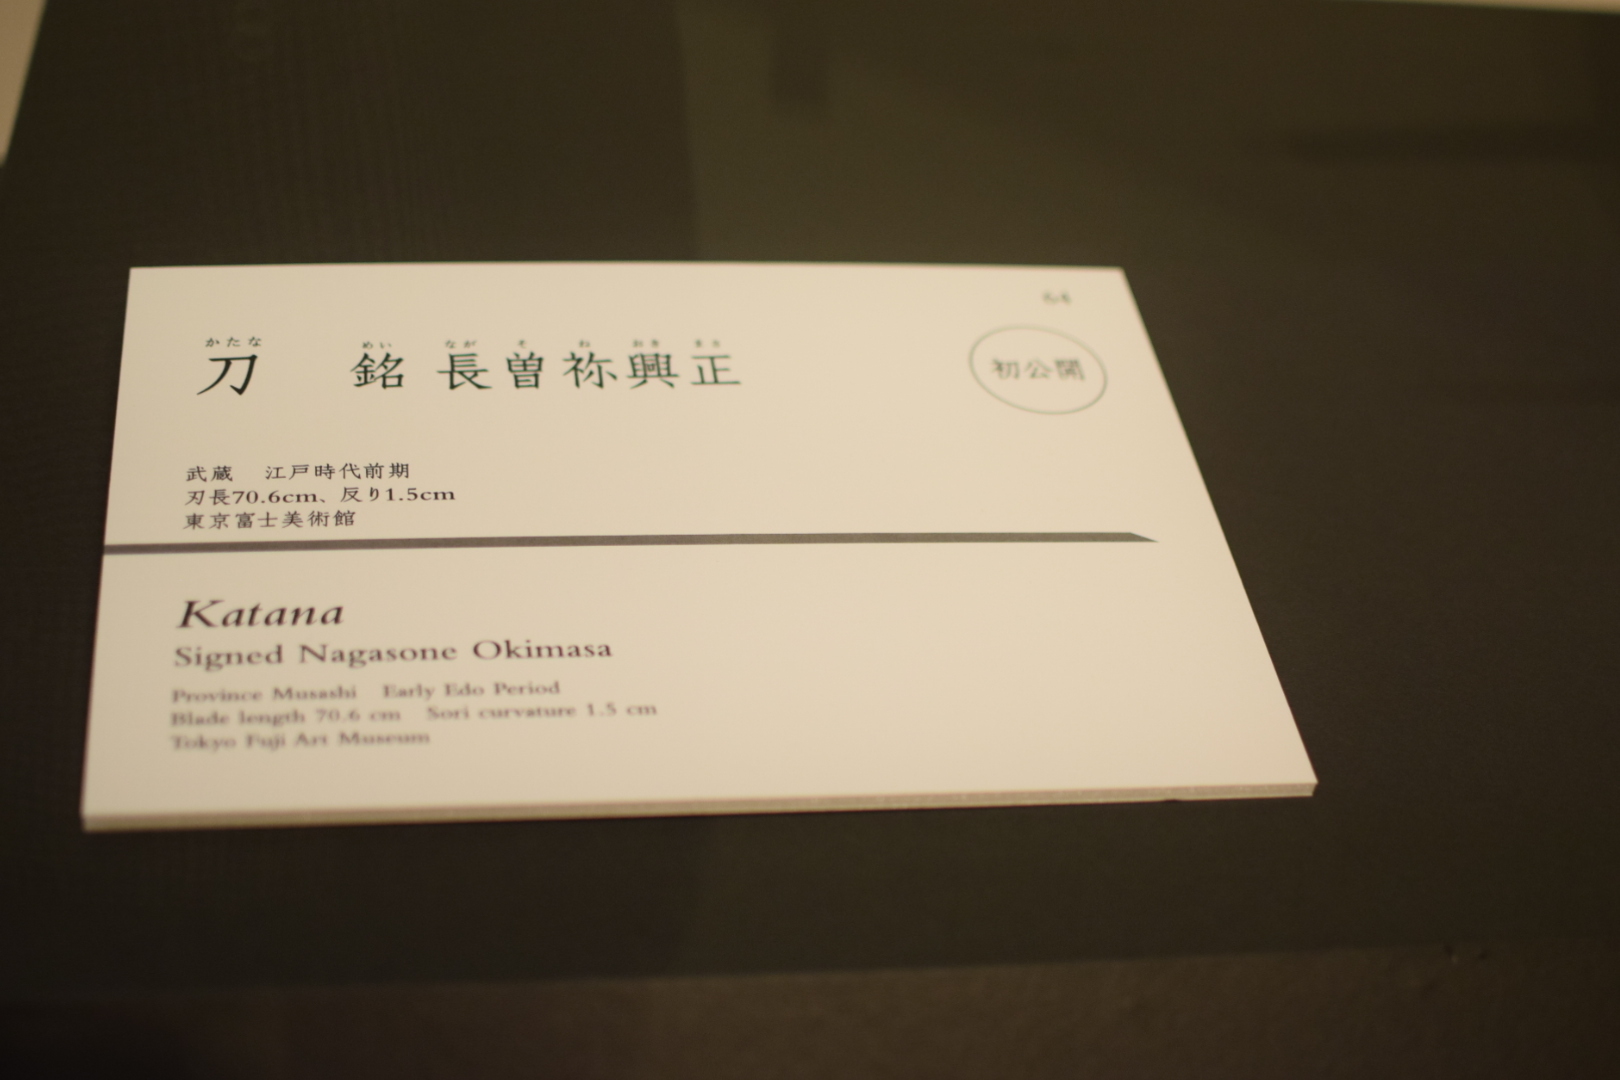 かたな めい なが そ ね おき まさ
刀 銘 長曽祢興正
初公開
武蔵 江戸時代前期
刃長70.6cm、反り1.5cm
東京富士美術館
Katana
Signed Nagasone Okimasa
Province Musashi Early Edo Period
Blade length 70.6 cm Sori curvature 1.5 cm
Tokyo Fuji Art Museum